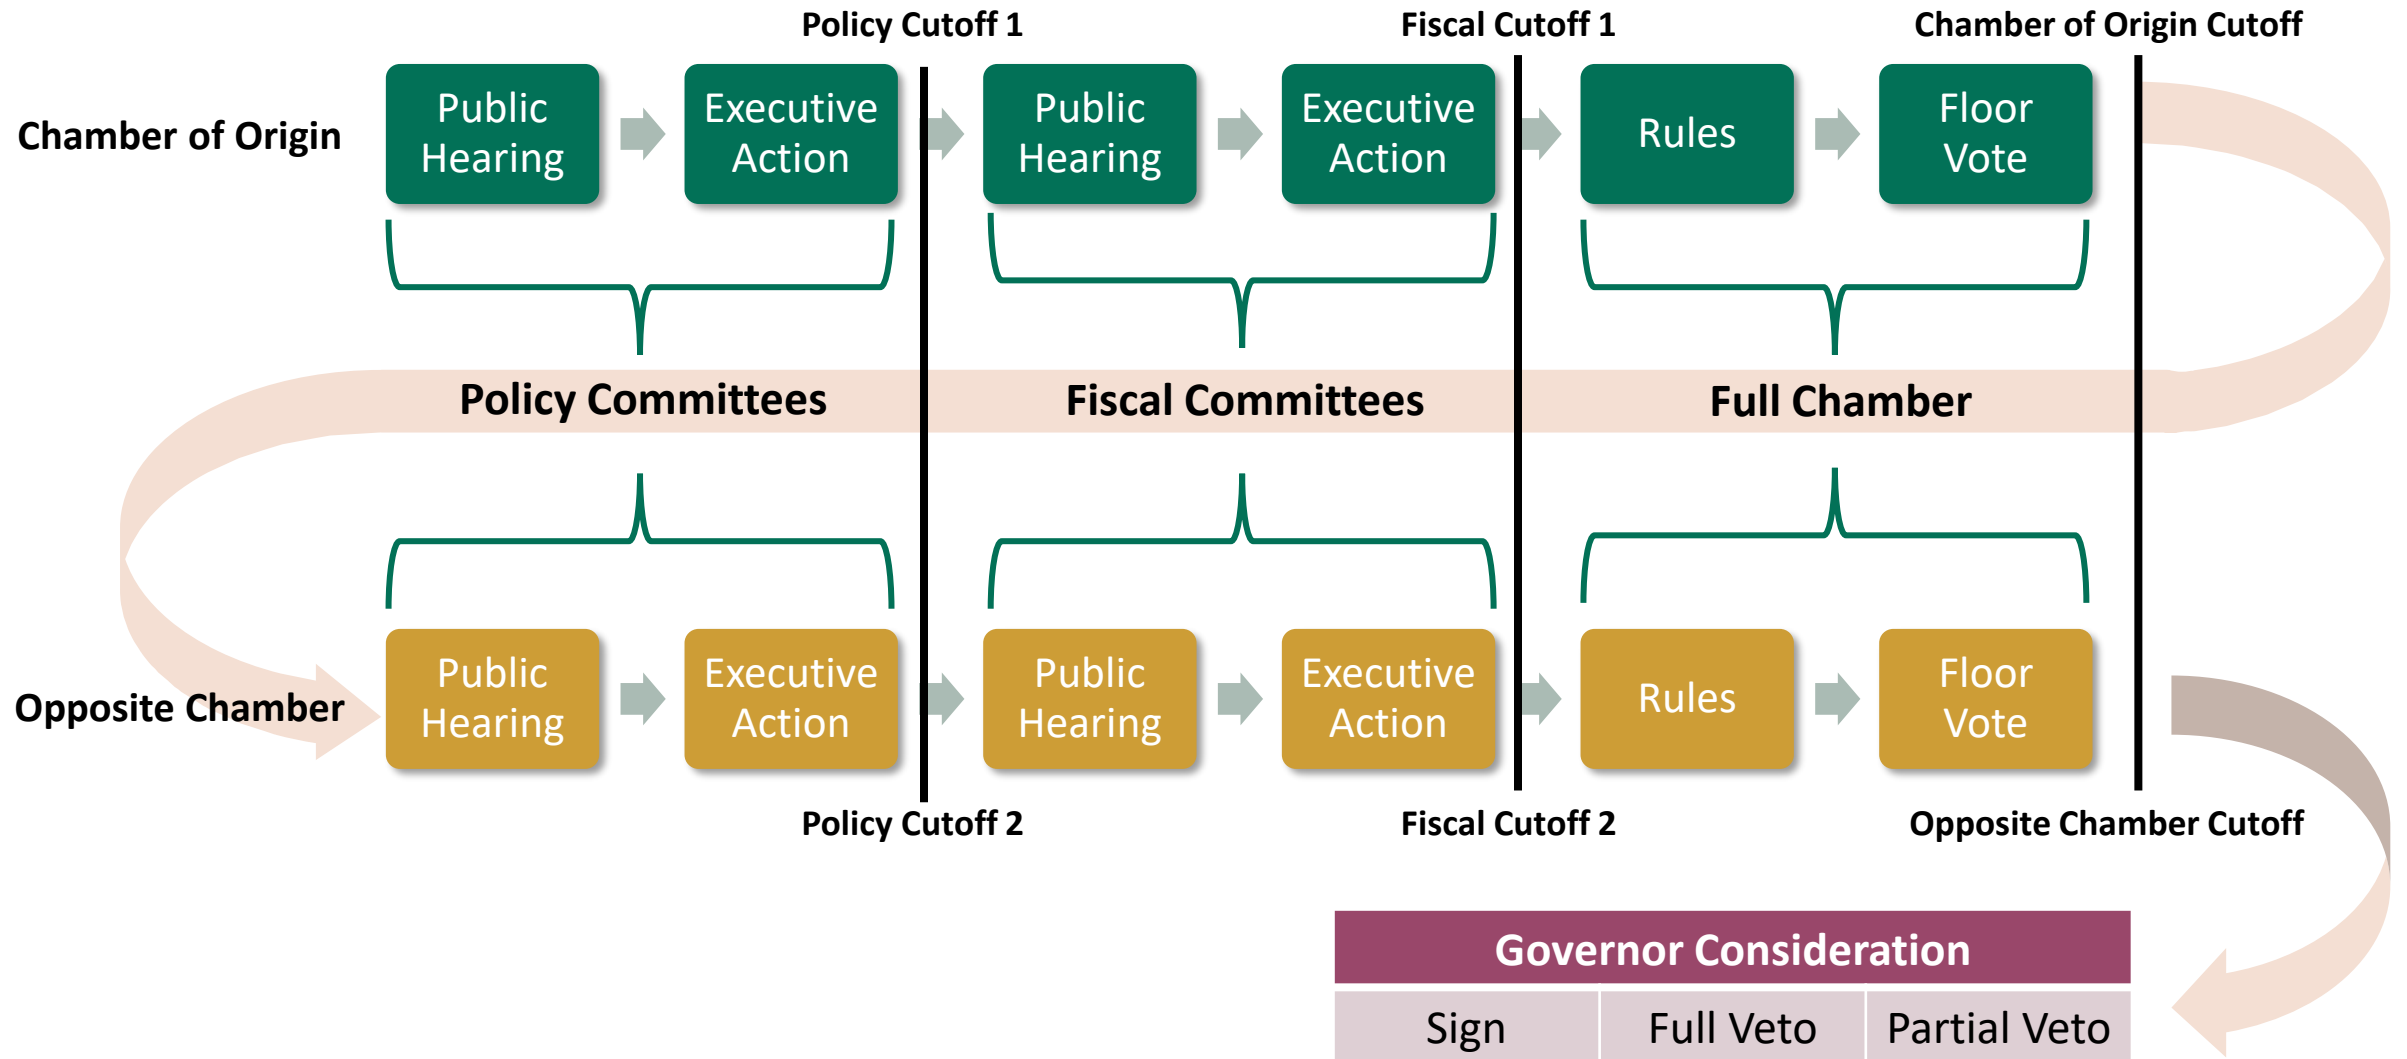 Policy Cutoff 1
Fiscal Cutoff 1
Chamber of Origin Cutoff
Chamber of Origin
Public
Hearing
Executive
Action
Public
Hearing
Executive
Action
Rules
Floor
Vote
Policy Committees
Fiscal Committees
Full Chamber
Opposite Chamber
Public
Hearing
Executive
Action
Public
Hearing
Executive
Action
Rules
Floor
Vote
Policy Cutoff 2
Fiscal Cutoff 2
Opposite Chamber Cutoff
Governor Consideration
Sign
Full Veto
Partial Veto